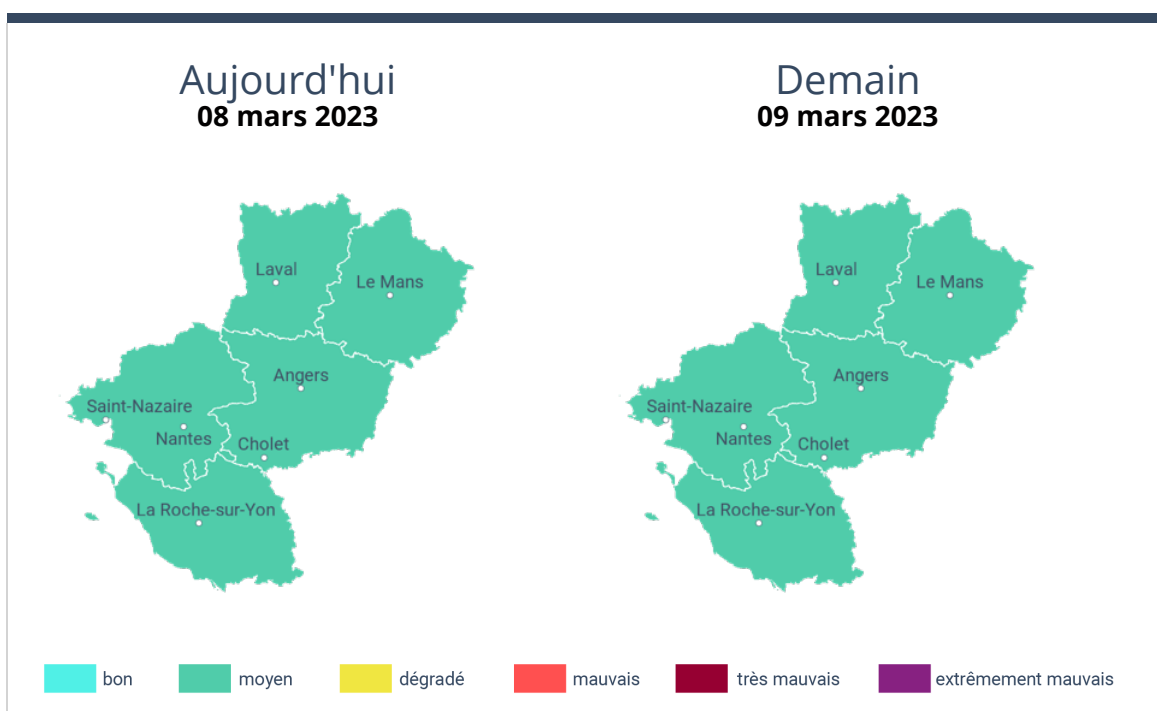 Aujourd'hui
08 mars 2023
Laval
Le Mans
Angers
Saint-Nazaire
Nantes
Cholet
La Roche-sur-Yon
Demain
09 mars 2023
Laval
Le Mans
Angers
Saint-Nazaire
Nantes
Cholet
La Roche-sur-Yon
bon moyen dégradé mauvais très mauvais extrêmement mauvais